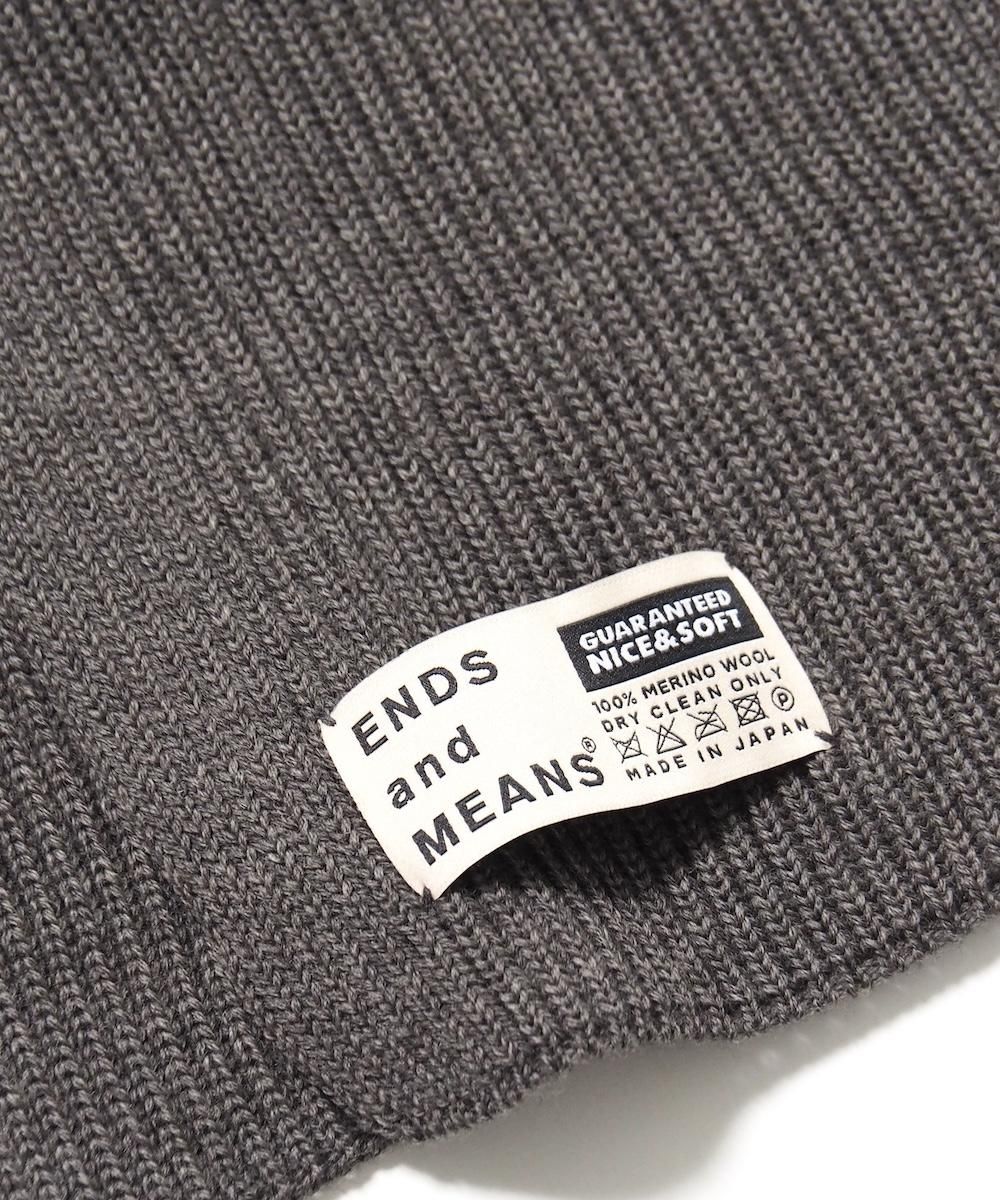 ENDS
and
MEANS®
GUARANTEED
NICE&SOFT
100% MERINO WOOL
DRY CLEAN ONLY
P
MADE IN JAPAN